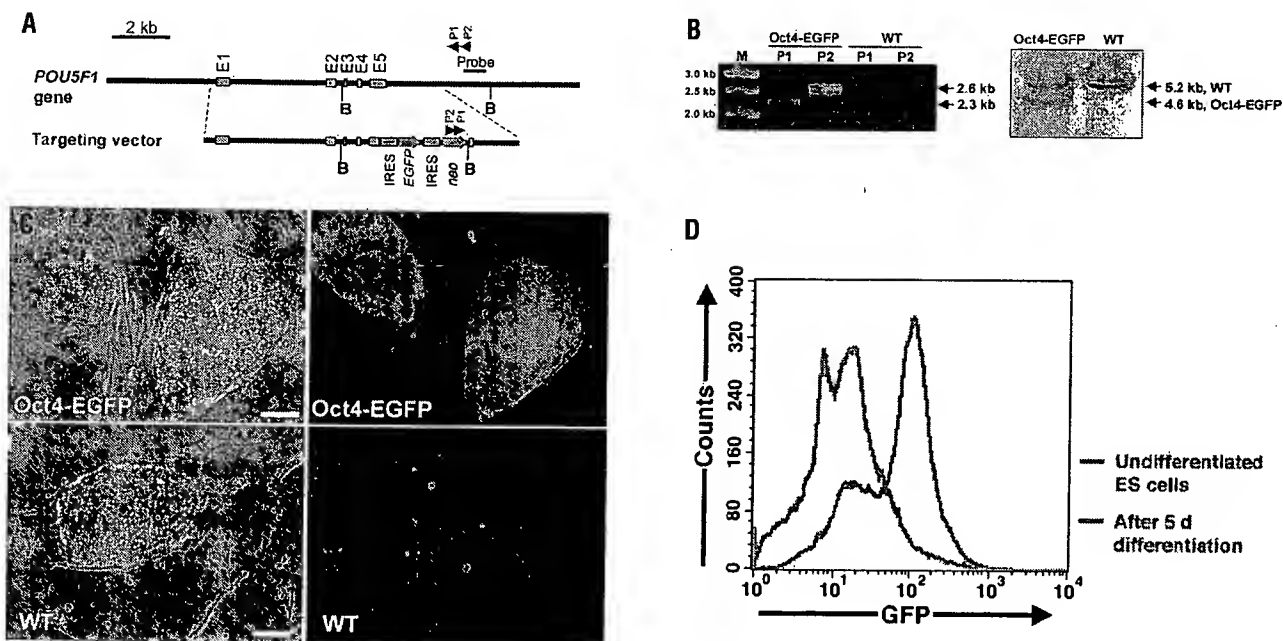 A
2 kb
P1
P2
Probe
E1
E2
E3
E4
E5
POU5F1
gene
B
B
Targeting vector
P2
P1
B
B
IRES
EGFP
IRES
neo
B
Oct4-EGFP WT
M P1 P2 P1 P2
3.0 kb
2.5 kb
2.0 kb
2.6 kb
2.3 kb
Oct4-EGFP WT
5.2 kb, WT
4.6 kb, Oct4-EGFP
C
Oct4-EGFP
Oct4-EGFP
WT
WT
D
Counts
400
320
240
160
80
0
10⁰ 10¹ 10² 10³ 10⁴
GFP
Undifferentiated
ES cells
After 5 d
differentiation